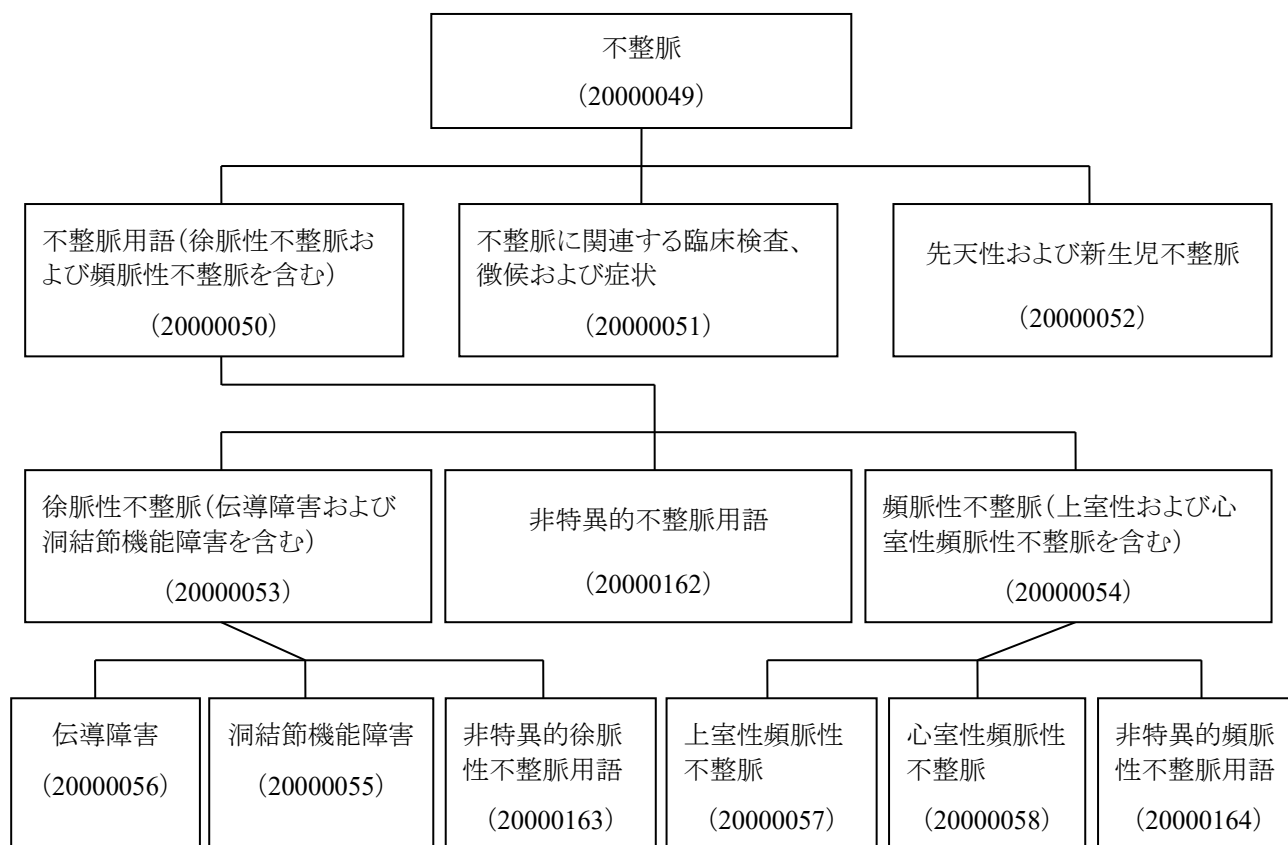 不整脈
（20000049）
不整脈用語（徐脈性不整脈お
よび頻脈性不整脈を含む）
（20000050）
不整脈に関連する臨床検査、
徴候および症状
（20000051）
先天性および新生児不整脈
（20000052）
徐脈性不整脈（伝導障害および
洞結節機能障害を含む）
（20000053）
非特異的不整脈用語
（20000162）
頻脈性不整脈（上室性および心
室性頻脈性不整脈を含む）
（20000054）
伝導障害
（20000056）
洞結節機能障害
（20000055）
非特異的徐脈
性不整脈用語
（20000163）
上室性頻脈性
不整脈
（20000057）
心室性頻脈性
不整脈
（20000058）
非特異的頻脈
性不整脈用語
（20000164）